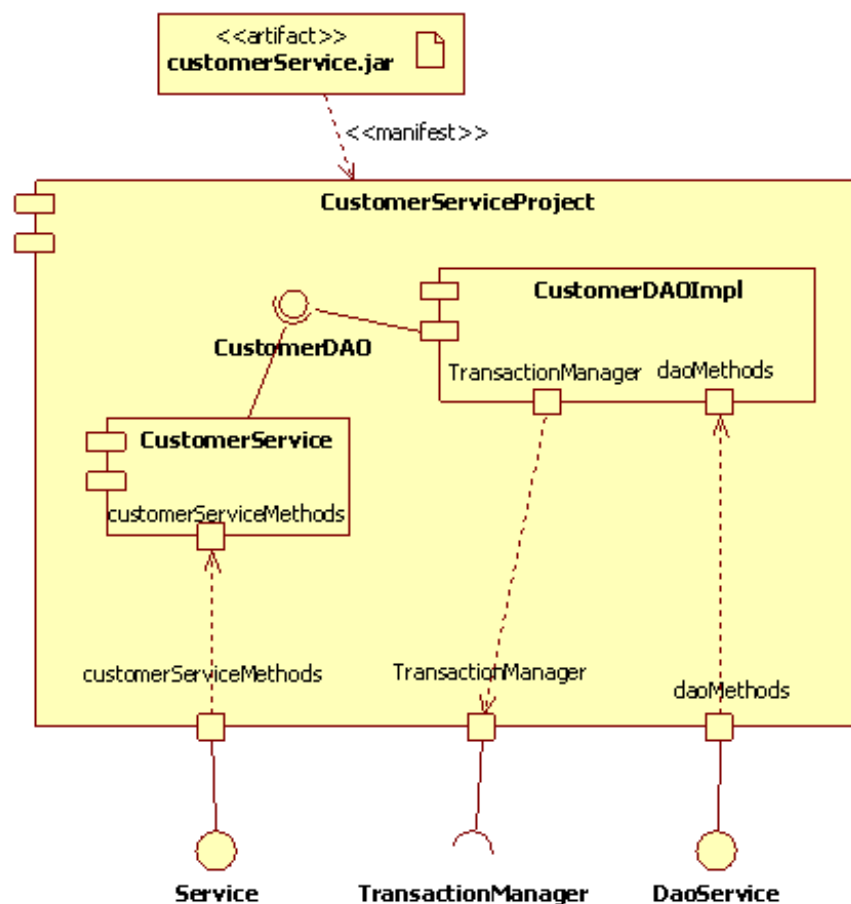 <<artifact>>
customerService.jar
<<manifest>>
CustomerServiceProject
CustomerDAOImpl
CustomerDAO
TransactionManager
daoMethods
CustomerService
customerServiceMethods
customerServiceMethods
TransactionManager
daoMethods
Service
TransactionManager
DaoService